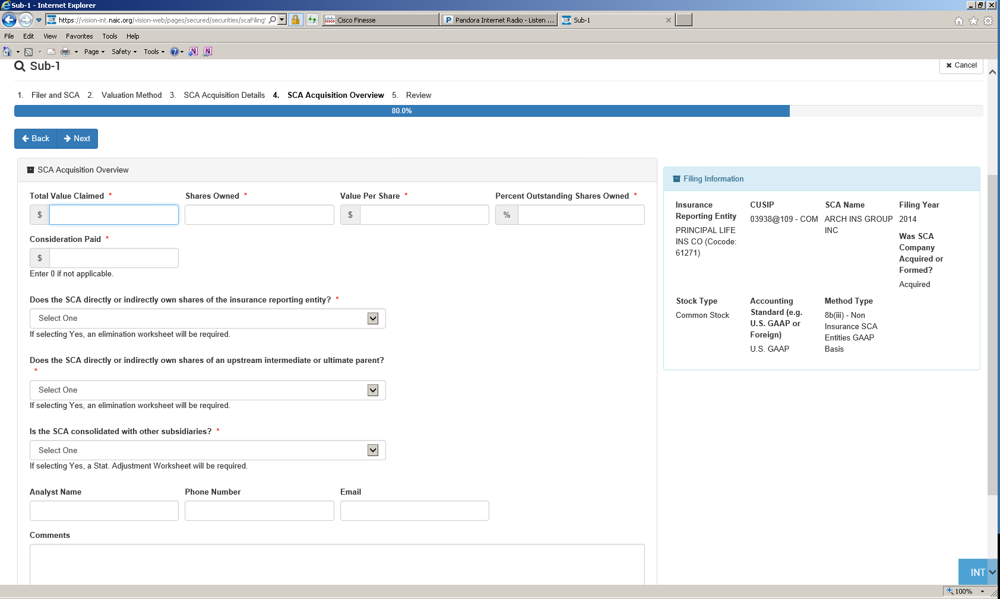 Sub-1 - Internet Explorer
https://vision-int.naic.org/vision-web/pages/secured/securities/scaFiling
Cisco Finesse
Pandora Internet Radio - Listen ...
Sub-1
File Edit View Favorites Tools Help
Page Safety Tools
Sub-1
Cancel
1. Filer and SCA 2. Valuation Method 3. SCA Acquisition Details 4. SCA Acquisition Overview 5. Review
80.0%
Back Next
SCA Acquisition Overview
Total Value Claimed * Shares Owned * Value Per Share * Percent Outstanding Shares Owned *
$ $ %
Consideration Paid *
$
Enter 0 if not applicable.
Does the SCA directly or indirectly own shares of the insurance reporting entity? *
Select One
If selecting Yes, an elimination worksheet will be required.
Does the SCA directly or indirectly own shares of an upstream intermediate or ultimate parent?
*
Select One
If selecting Yes, an elimination worksheet will be required.
Is the SCA consolidated with other subsidiaries? *
Select One
If selecting Yes, a Stat. Adjustment Worksheet will be required.
Analyst Name Phone Number Email
Comments
Filing Information
Insurance
Reporting Entity
PRINCIPAL LIFE
INS CO (Cocode:
61271)
CUSIP
03938@109 - COM
SCA Name
ARCH INS GROUP
INC
Filing Year
2014
Was SCA
Company
Acquired or
Formed?
Acquired
Stock Type
Common Stock
Accounting
Standard (e.g.
U.S. GAAP or
Foreign)
U.S. GAAP
Method Type
8b(iii) - Non
Insurance SCA
Entities GAAP
Basis
INT
100%